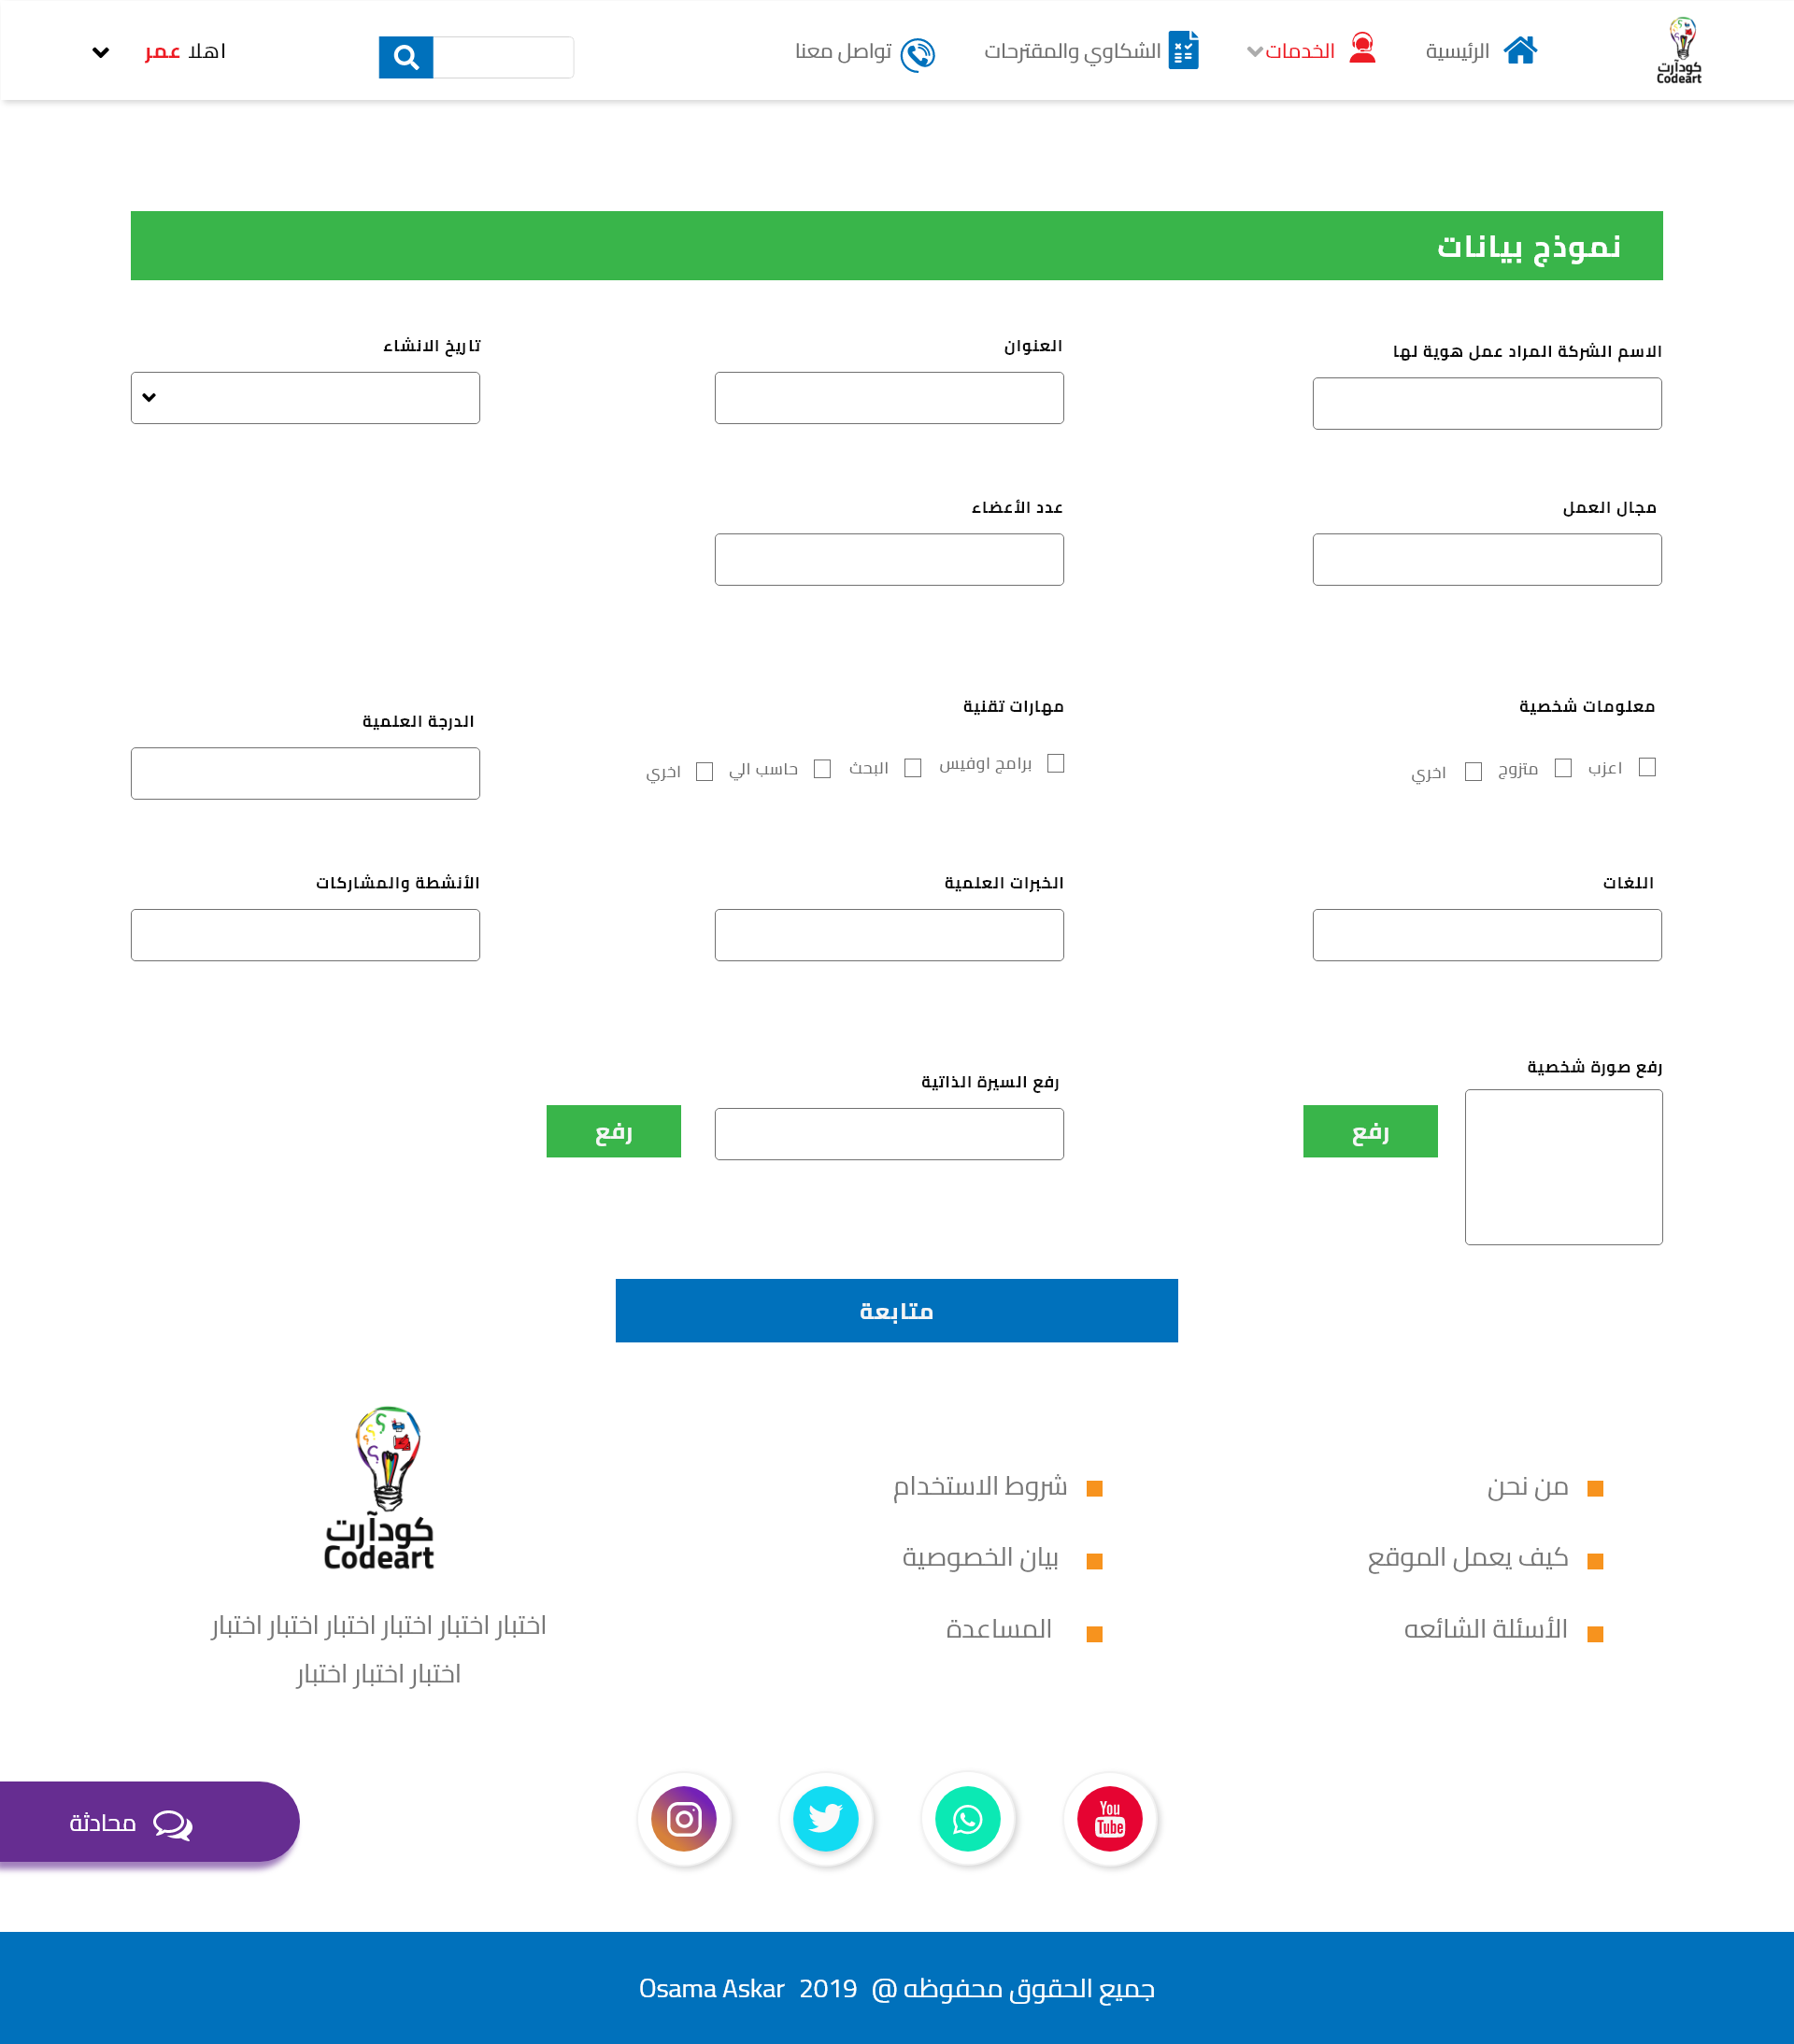 كودآرت
Codeart
الرئيسية
الخدمات
الشكاوي والمقترحات
تواصل معنا
اهلا عمر
نموذج بيانات
الاسم الشركة المراد عمل هوية لها
العنوان
تاريخ الانشاء
مجال العمل
عدد الأعضاء
معلومات شخصية
اعزب
متزوج
اخري
مهارات تقنية
برامج اوفيس
البحث
حاسب الي
اخري
الدرجة العلمية
اللغات
الخبرات العلمية
الأنشطة والمشاركات
رفع صورة شخصية
رفع
رفع السيرة الذاتية
رفع
متابعة
من نحن
كيف يعمل الموقع
الأسئلة الشائعه
شروط الاستخدام
بيان الخصوصية
المساعدة
كودآرت
Codeart
اختبار اختبار اختبار اختبار اختبار اختبار
اختبار اختبار اختبار
You
Tube
محادثة
جميع الحقوق محفوظه @ 2019 Osama Askar